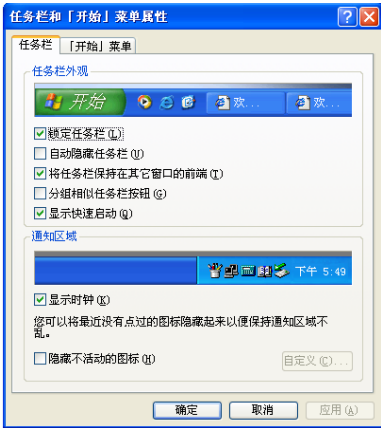 任务栏和「开始」菜单属性
任务栏 「开始」菜单
任务栏外观
开始 欢... 欢...
锁定任务栏(L)
自动隐藏任务栏(U)
将任务栏保持在其它窗口的前端(T)
分组相似任务栏按钮(G)
显示快速启动(Q)
通知区域
下午 5:49
显示时钟(K)
您可以将最近没有点过的图标隐藏起来以便保持通知区域不
乱。
隐藏不活动的图标(H)
自定义(C)...
确定 取消 应用(A)